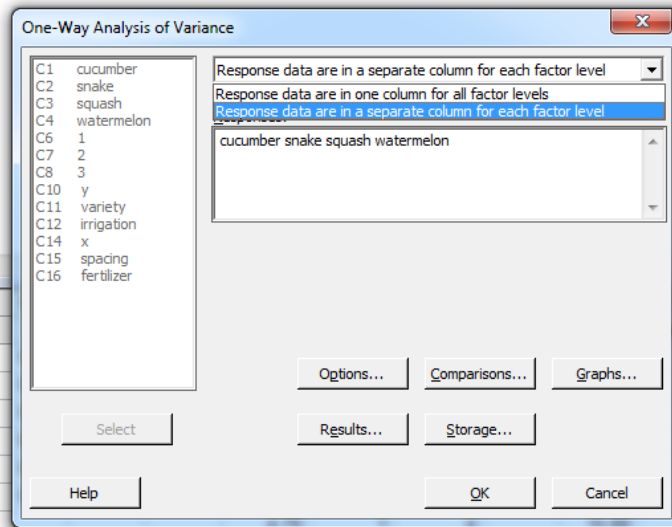 One-Way Analysis of Variance
Response data are in a separate column for each factor level
Response data are in one column for all factor levels
Response data are in a separate column for each factor level
C1 cucumber
C2 snake
C3 squash
C4 watermelon
C6 1
C7 2
C8 3
C10 y
C11 variety
C12 irrigation
C14 x
C15 spacing
C16 fertilizer
cucumber snake squash watermelon
Options...
Comparisons...
Graphs...
Select
Results...
Storage...
Help
OK
Cancel